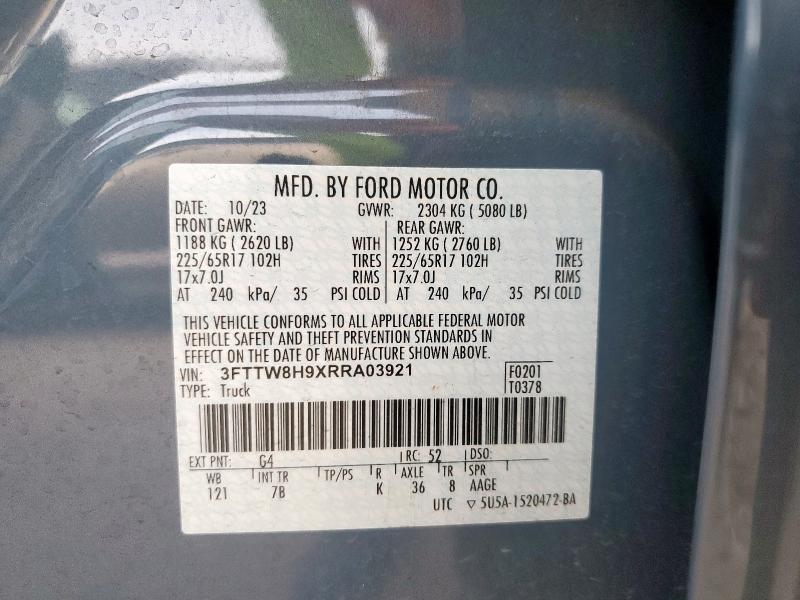 MFD. BY FORD MOTOR CO.
DATE: 10/23 GVWR: 2304 KG ( 5080 LB)
FRONT GAWR: REAR GAWR:
1188 KG ( 2620 LB) WITH 1252 KG ( 2760 LB) WITH
225/65R17 102H TIRES 225/65R17 102H TIRES
17x7.0J RIMS 17x7.0J RIMS
AT 240 kPa/ 35 PSI COLD AT 240 kPa/ 35 PSI COLD
THIS VEHICLE CONFORMS TO ALL APPLICABLE FEDERAL MOTOR
VEHICLE SAFETY AND THEFT PREVENTION STANDARDS IN
EFFECT ON THE DATE OF MANUFACTURE SHOWN ABOVE.
VIN: 3FTTW8H9XRRA03921 F0201
TYPE: Truck T0378
EXT PNT: G4 RC: 52 DSO:
WB INT TR TP/PS R AXLE TR SPR
121 7B K 36 8 AAGE
UTC ▽ 5U5A-1520472-BA